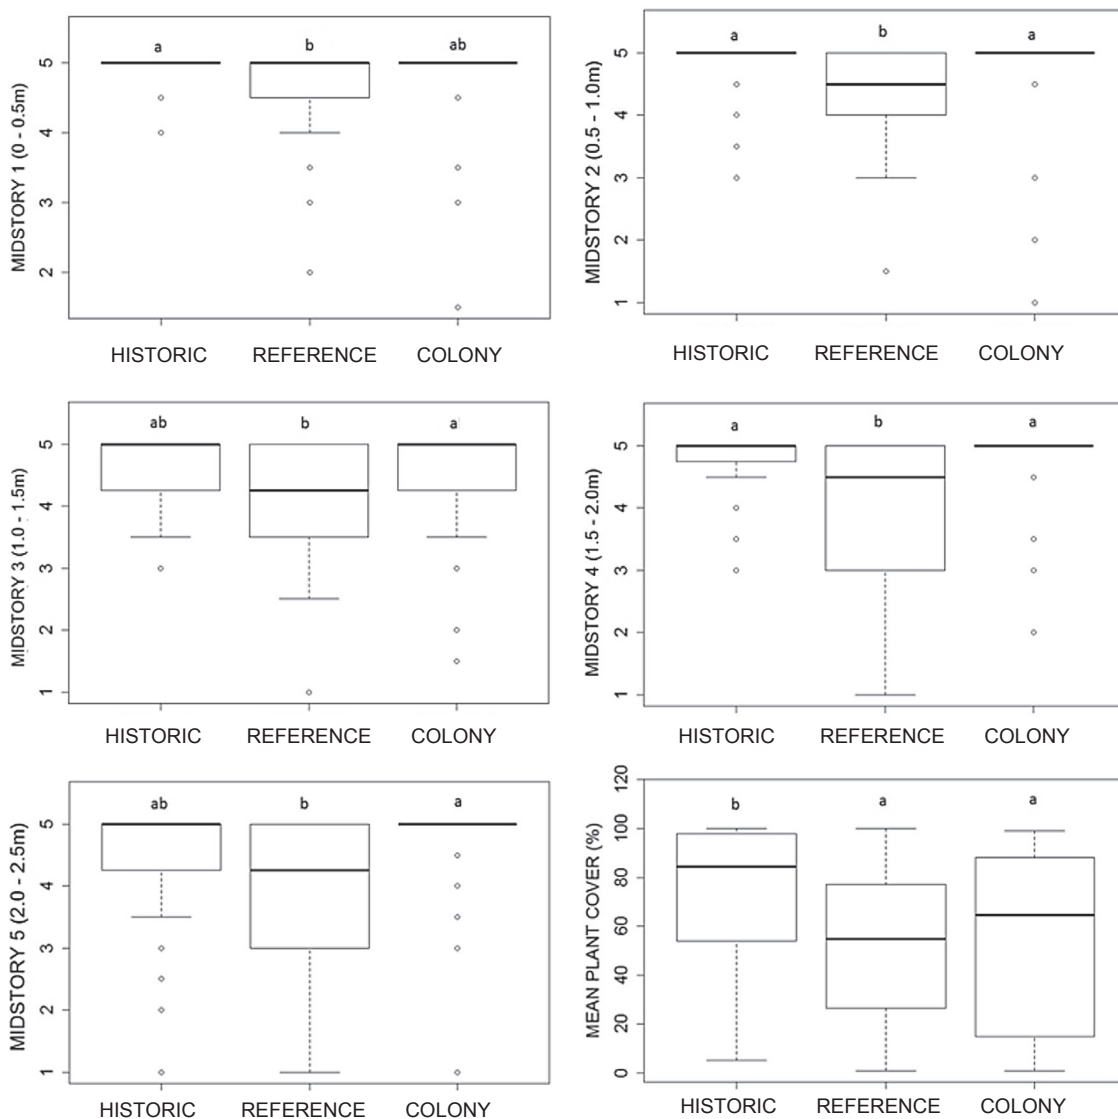 a b ab
MIDSTORY 1 (0 - 0.5m)
5
4
3
2
HISTORIC REFERENCE COLONY
a b a
MIDSTORY 2 (0.5 - 1.0m)
5
4
3
2
1
HISTORIC REFERENCE COLONY
ab b a
MIDSTORY 3 (1.0 - 1.5m)
5
4
3
2
1
HISTORIC REFERENCE COLONY
a b a
MIDSTORY 4 (1.5 - 2.0m)
5
4
3
2
1
HISTORIC REFERENCE COLONY
ab b a
MIDSTORY 5 (2.0 - 2.5m)
5
4
3
2
1
HISTORIC REFERENCE COLONY
b a a
MEAN PLANT COVER (%)
120
100
80
60
40
20
0
HISTORIC REFERENCE COLONY